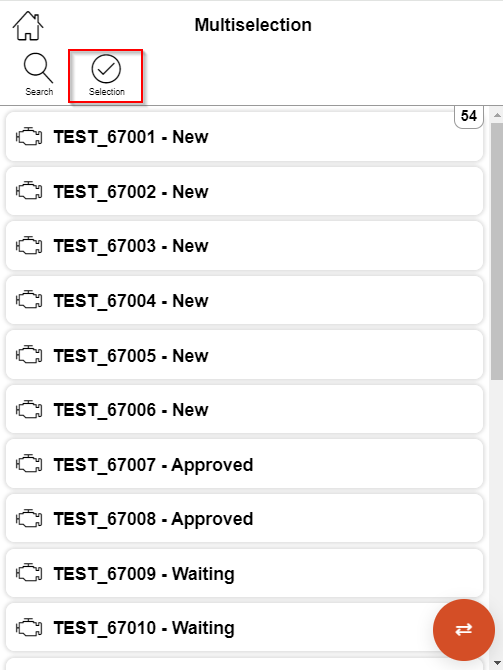 Multiselection
Search
Selection
54
TEST_67001 - New
TEST_67002 - New
TEST_67003 - New
TEST_67004 - New
TEST_67005 - New
TEST_67006 - New
TEST_67007 - Approved
TEST_67008 - Approved
TEST_67009 - Waiting
TEST_67010 - Waiting